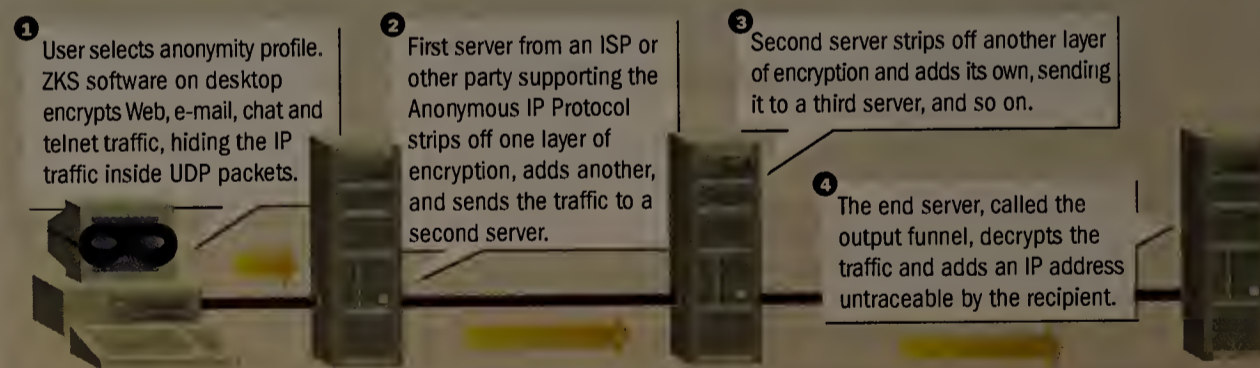 1
User selects anonymity profile.
ZKS software on desktop
encrypts Web, e-mail, chat and
telnet traffic, hiding the IP
traffic inside UDP packets.
2
First server from an ISP or
other party supporting the
Anonymous IP Protocol
strips off one layer of
encryption, adds another,
and sends the traffic to a
second server.
3
Second server strips off another layer
of encryption and adds its own, sending
it to a third server, and so on.
4
The end server, called the
output funnel, decrypts the
traffic and adds an IP address
untraceable by the recipient.